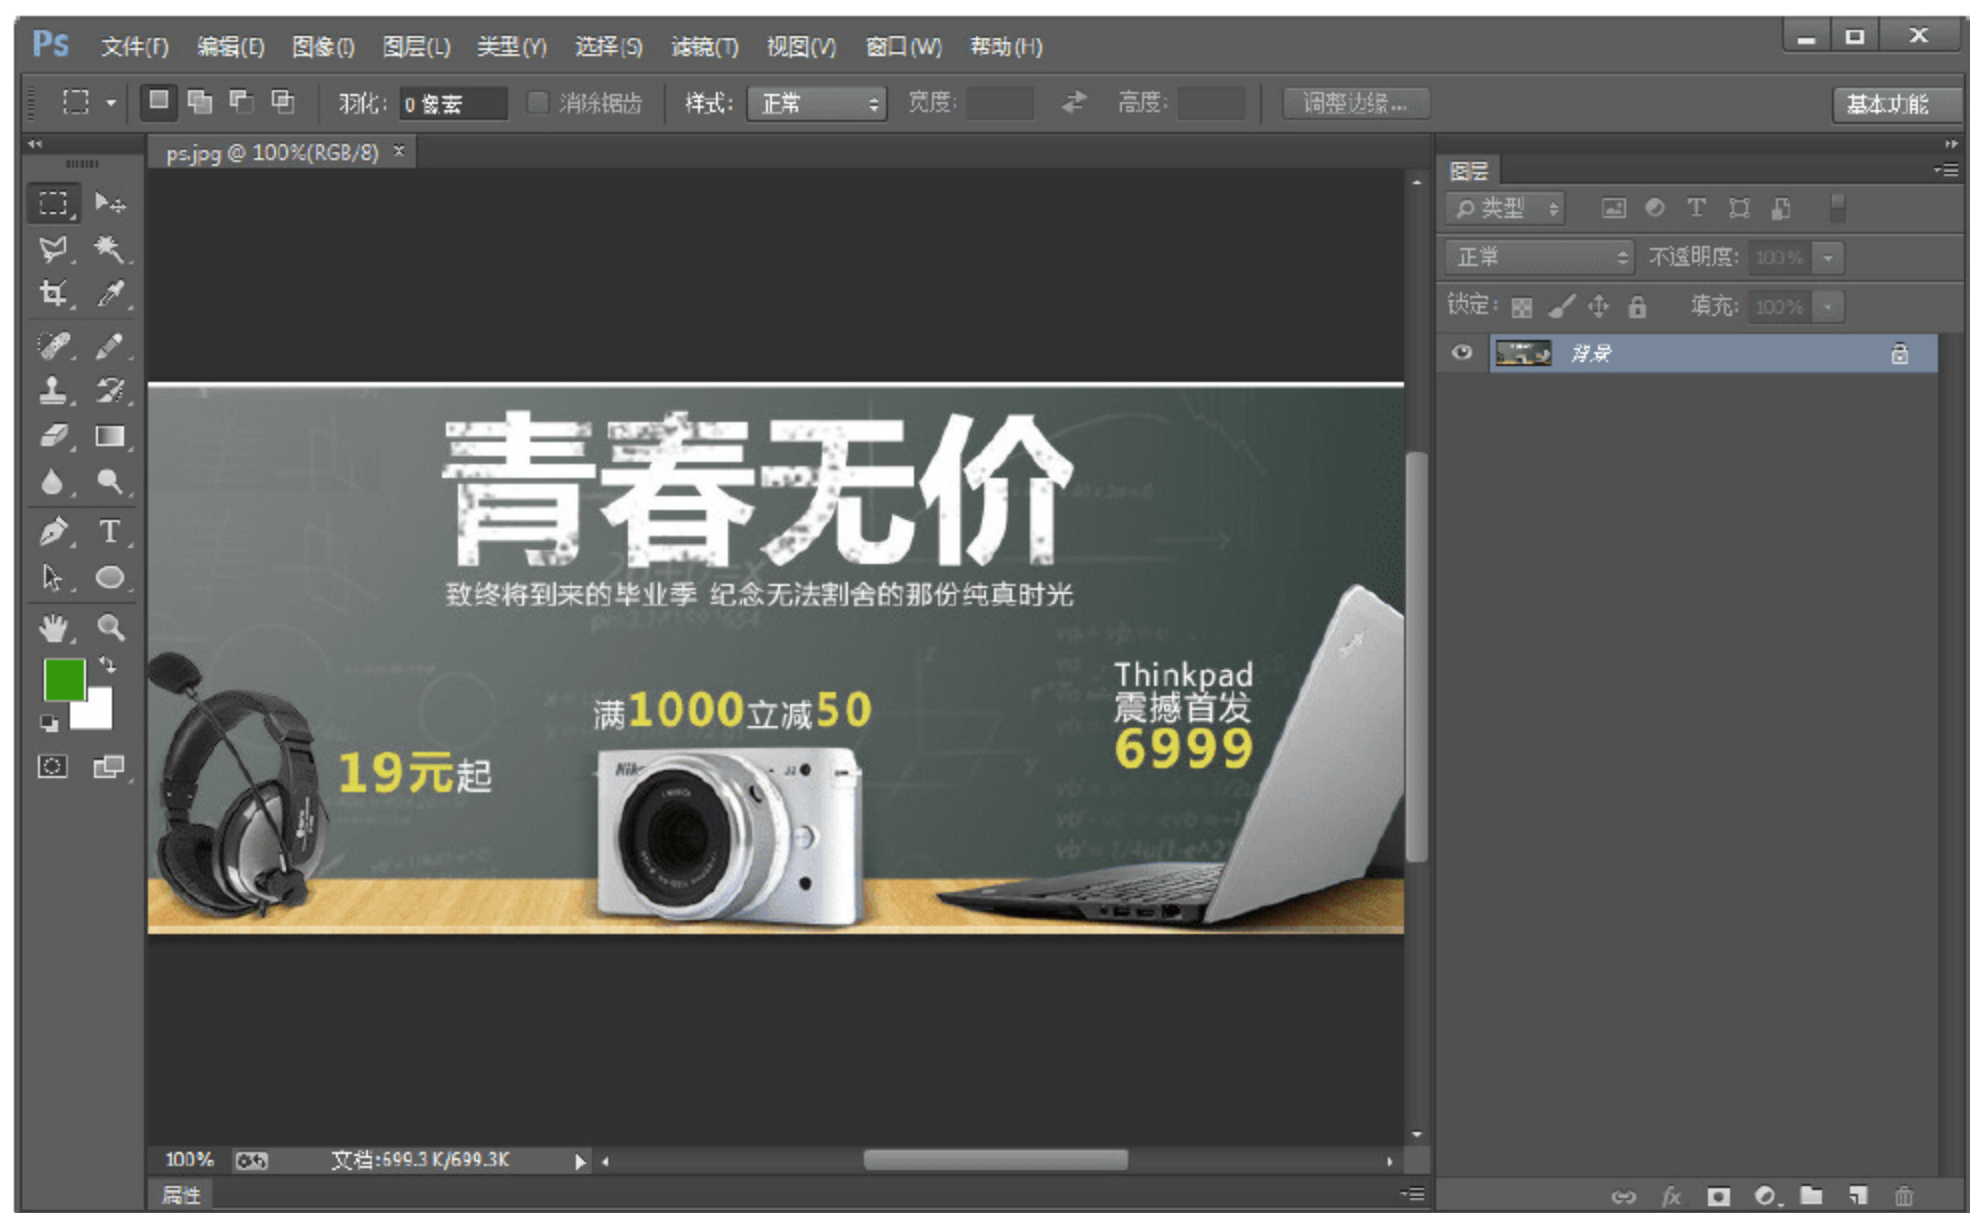 Ps 文件(F) 编辑(E) 图像(I) 图层(L) 类型(Y) 选择(S) 滤镜(T) 视图(V) 窗口(W) 帮助(H)
羽化: 0 像素 消除锯齿 样式: 正常 宽度: 高度: 调整边缘... 基本功能
ps.jpg @ 100%(RGB/8) ×
图层
类型
正常 不透明度: 100%
锁定: 填充: 100%
背景
青春无价
致终将到来的毕业季 纪念无法割舍的那份纯真时光
Thinkpad
震撼首发
6999
满1000立减50
19元起
Nik
J2
100% 文档:699.3K/699.3K
属性
fx